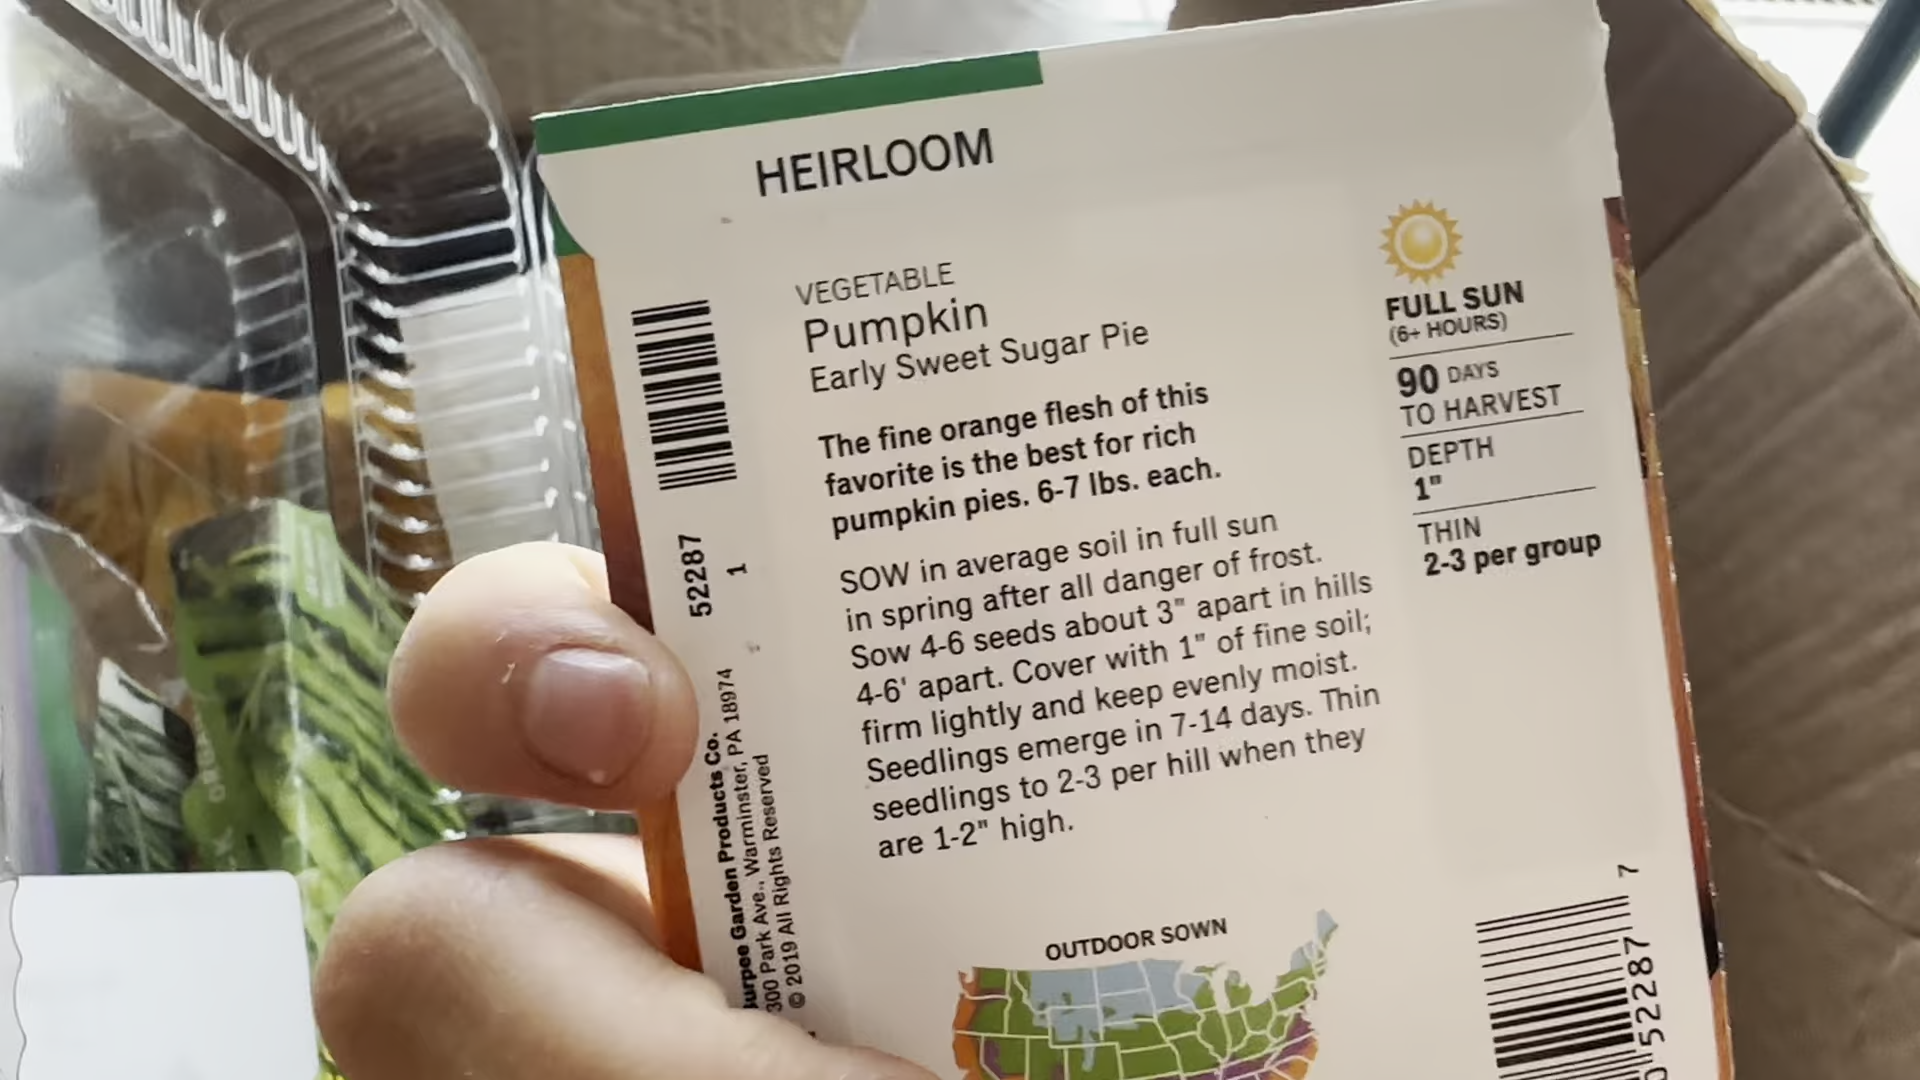 HEIRLOOM
VEGETABLE
Pumpkin
Early Sweet Sugar Pie
The fine orange flesh of this
favorite is the best for rich
pumpkin pies. 6-7 lbs. each.
SOW in average soil in full sun
in spring after all danger of frost.
Sow 4-6 seeds about 3" apart in hills
4-6' apart. Cover with 1" of fine soil;
firm lightly and keep evenly moist.
Seedlings emerge in 7-14 days. Thin
seedlings to 2-3 per hill when they
are 1-2" high.
FULL SUN
(6+ HOURS)
90 DAYS
TO HARVEST
DEPTH
1"
THIN
2-3 per group
OUTDOOR SOWN
52287
1
Burpee Garden Products Co.
300 Park Ave., Warminster, PA 18974
© 2019 All Rights Reserved
7
52287